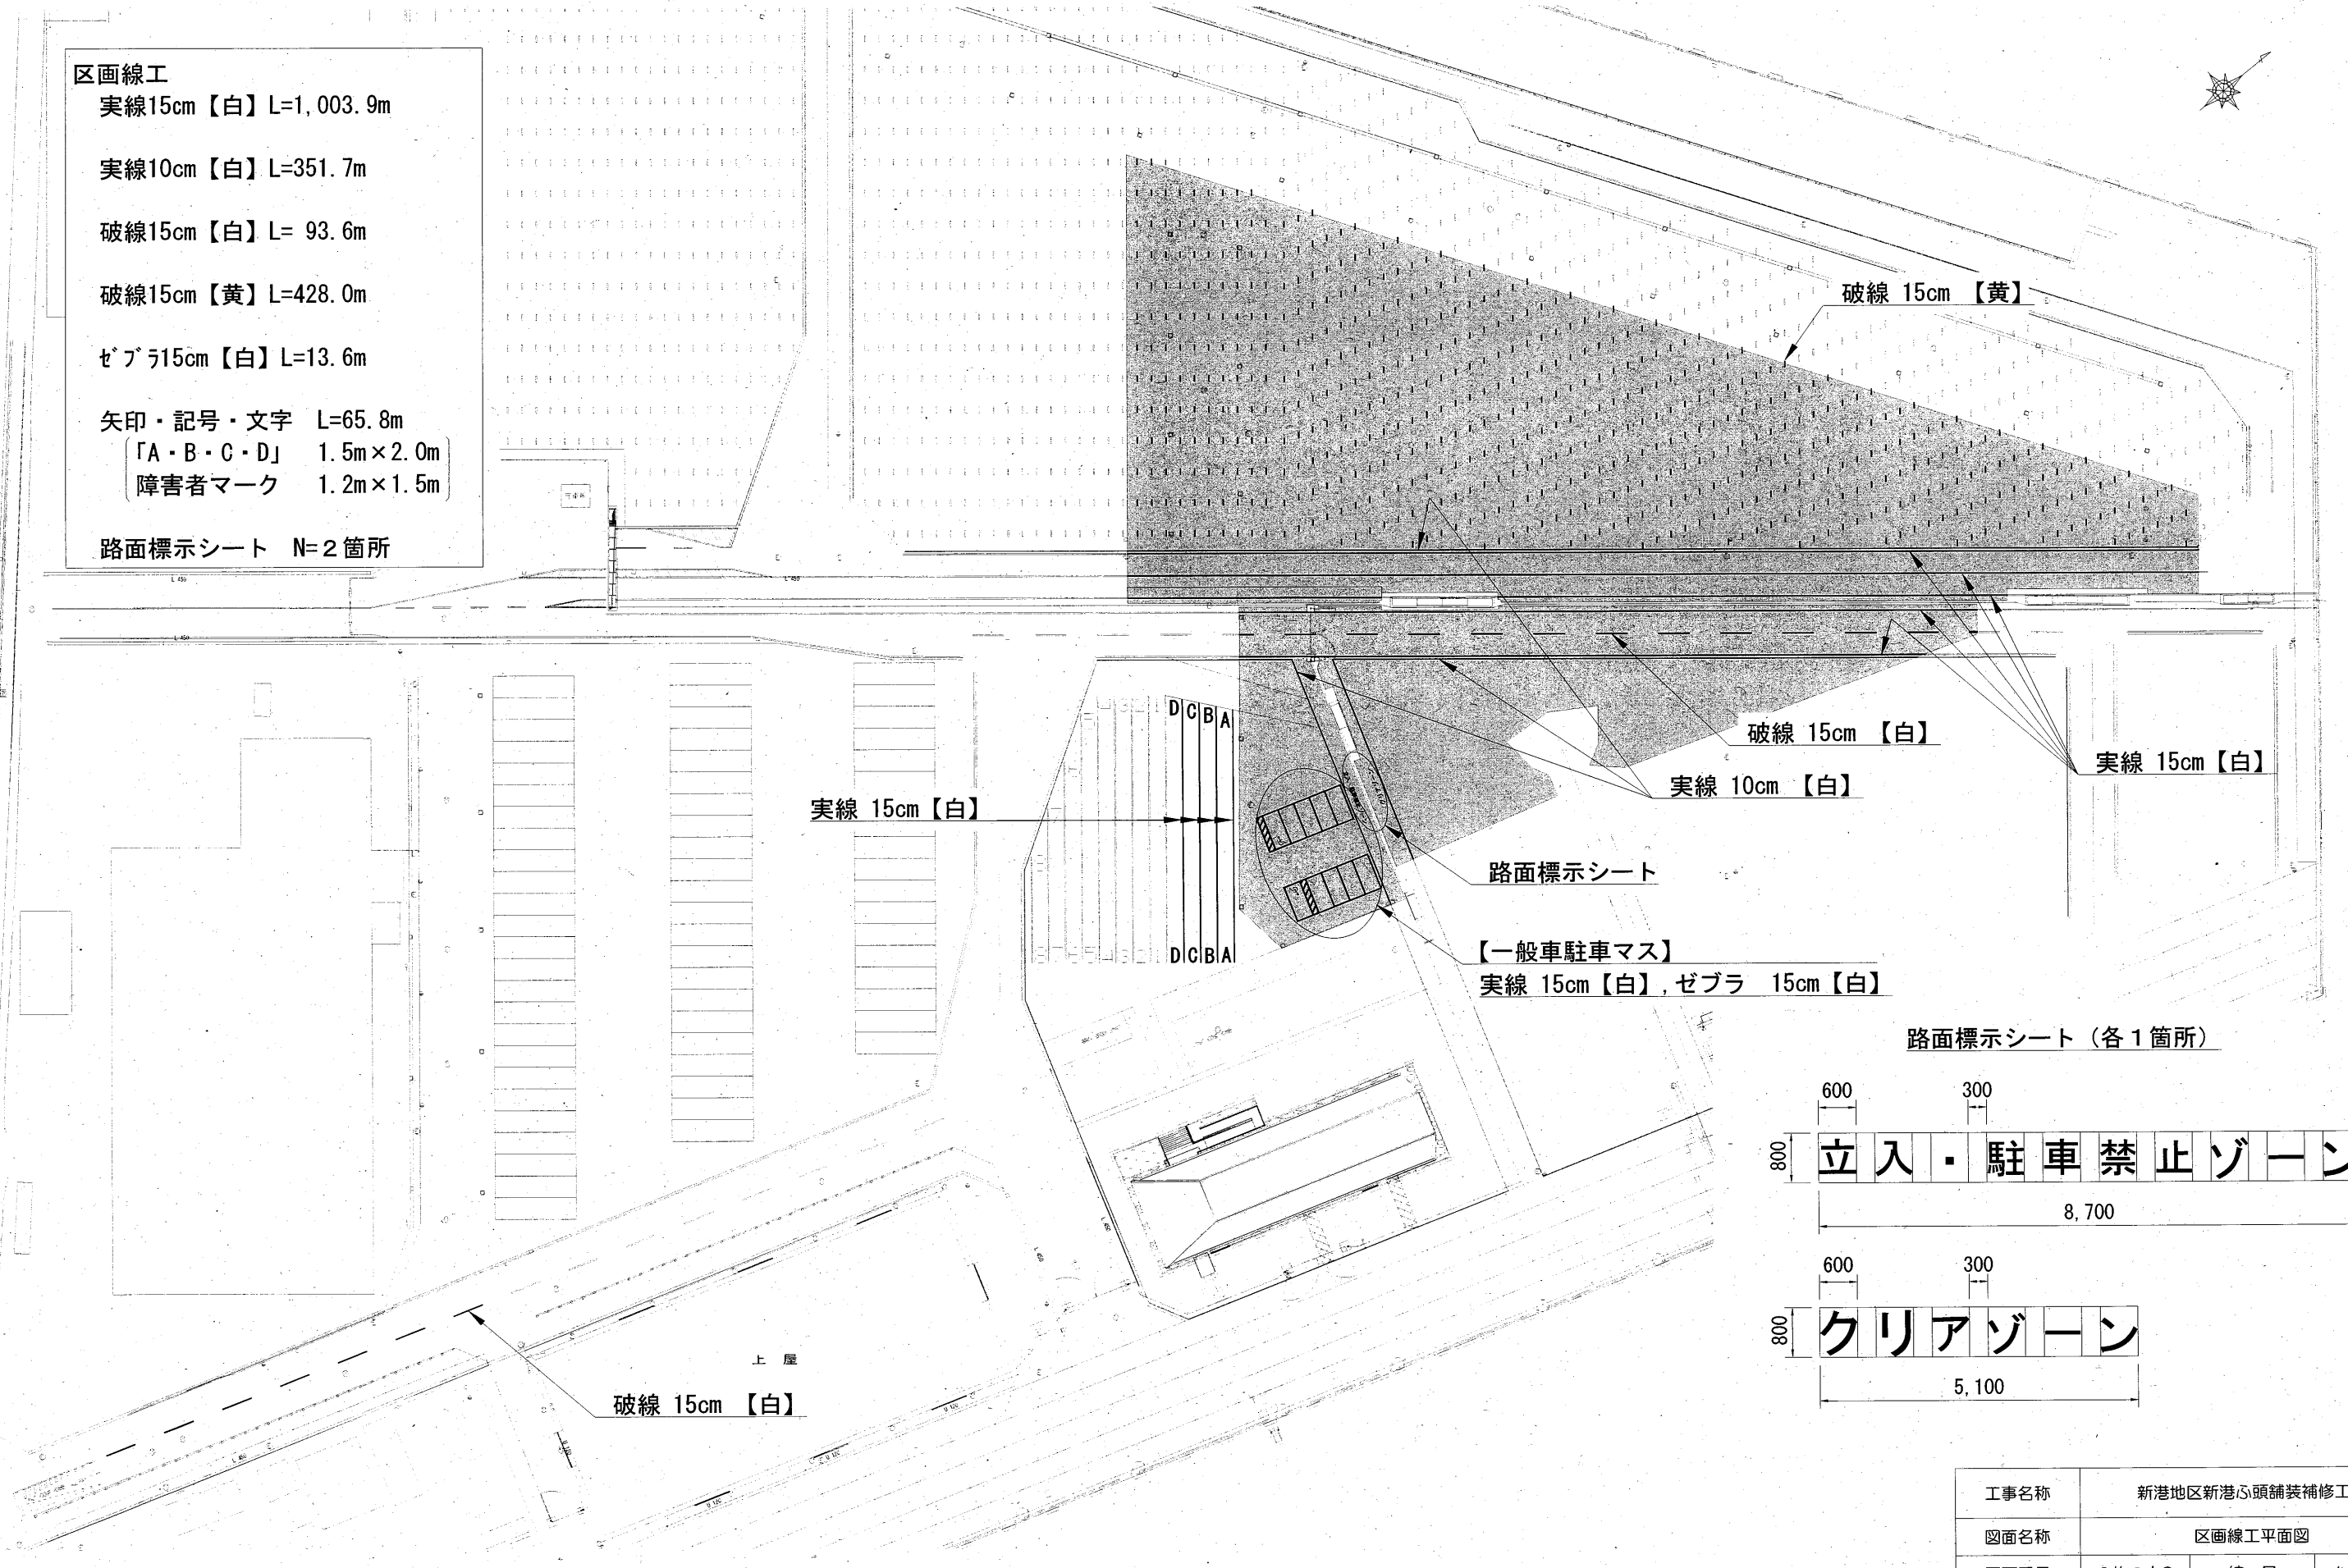 区画線工
実線15cm【白】L=1,003.9m
実線10cm【白】L=351.7m
破線15cm【白】L= 93.6m
破線15cm【黄】L=428.0m
ｾﾞﾌﾞﾗ15cm【白】L=13.6m
矢印・記号・文字 L=65.8m
「A・B・C・D」 1.5m×2.0m
障害者マーク 1.2m×1.5m
路面標示シート N=２箇所
破線 15cm 【黄】
L 450
L 450
L 450
D C B A
破線 15cm 【白】
実線 15cm【白】
実線 10cm 【白】
実線 15cm【白】
路面標示シート
D C B A
【一般車駐車マス】
実線 15cm【白】,ゼブラ 15cm【白】
路面標示シート（各１箇所）
600 300
800
立入・駐車禁止ゾーン
8,700
600 300
800
クリアゾーン
5,100
上 屋
破線 15cm 【白】
工事名称 新港地区新港ふ頭舗装補修工
図面名称 区画線工平面図